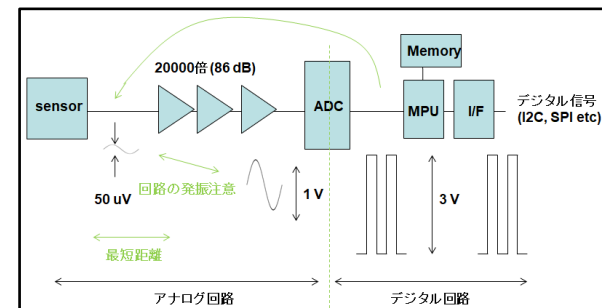 Memory
20000倍 (86 dB)
sensor
ADC
MPU
I/F
デジタル信号
(I2C, SPI etc)
50 uV
回路の発振注意
1 V
3 V
最短距離
アナログ回路
デジタル回路